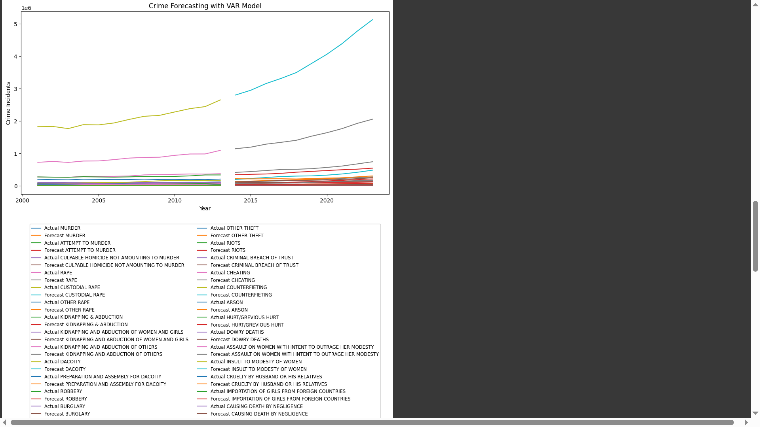 Crime Forecasting with VAR Model
1e6
5
4
3
2
1
0
Crime Incidents
2000
2005
2010
2015
2020
Year
Actual MURDER
Forecast MURDER
Actual ATTEMPT TO MURDER
Forecast ATTEMPT TO MURDER
Actual CULPABLE HOMICIDE NOT AMOUNTING TO MURDER
Forecast CULPABLE HOMICIDE NOT AMOUNTING TO MURDER
Actual RAPE
Forecast RAPE
Actual CUSTODIAL RAPE
Forecast CUSTODIAL RAPE
Actual OTHER RAPE
Forecast OTHER RAPE
Actual KIDNAPPING & ABDUCTION
Forecast KIDNAPPING & ABDUCTION
Actual KIDNAPPING AND ABDUCTION OF WOMEN AND GIRLS
Forecast KIDNAPPING AND ABDUCTION OF WOMEN AND GIRLS
Actual KIDNAPPING AND ABDUCTION OF OTHERS
Forecast KIDNAPPING AND ABDUCTION OF OTHERS
Actual DACOITY
Forecast DACOITY
Actual PREPARATION AND ASSEMBLY FOR DACOITY
Forecast PREPARATION AND ASSEMBLY FOR DACOITY
Actual ROBBERY
Forecast ROBBERY
Actual BURGLARY
Forecast BURGLARY
Actual OTHER THEFT
Forecast OTHER THEFT
Actual RIOTS
Forecast RIOTS
Actual CRIMINAL BREACH OF TRUST
Forecast CRIMINAL BREACH OF TRUST
Actual CHEATING
Forecast CHEATING
Actual COUNTERFIETING
Forecast COUNTERFIETING
Actual ARSON
Forecast ARSON
Actual HURT/GREVIOUS HURT
Forecast HURT/GREVIOUS HURT
Actual DOWRY DEATHS
Forecast DOWRY DEATHS
Actual ASSAULT ON WOMEN WITH INTENT TO OUTRAGE HER MODESTY
Forecast ASSAULT ON WOMEN WITH INTENT TO OUTRAGE HER MODESTY
Actual INSULT TO MODESTY OF WOMEN
Forecast INSULT TO MODESTY OF WOMEN
Actual CRUELTY BY HUSBAND OR HIS RELATIVES
Forecast CRUELTY BY HUSBAND OR HIS RELATIVES
Actual IMPORTATION OF GIRLS FROM FOREIGN COUNTRIES
Forecast IMPORTATION OF GIRLS FROM FOREIGN COUNTRIES
Actual CAUSING DEATH BY NEGLIGENCE
Forecast CAUSING DEATH BY NEGLIGENCE